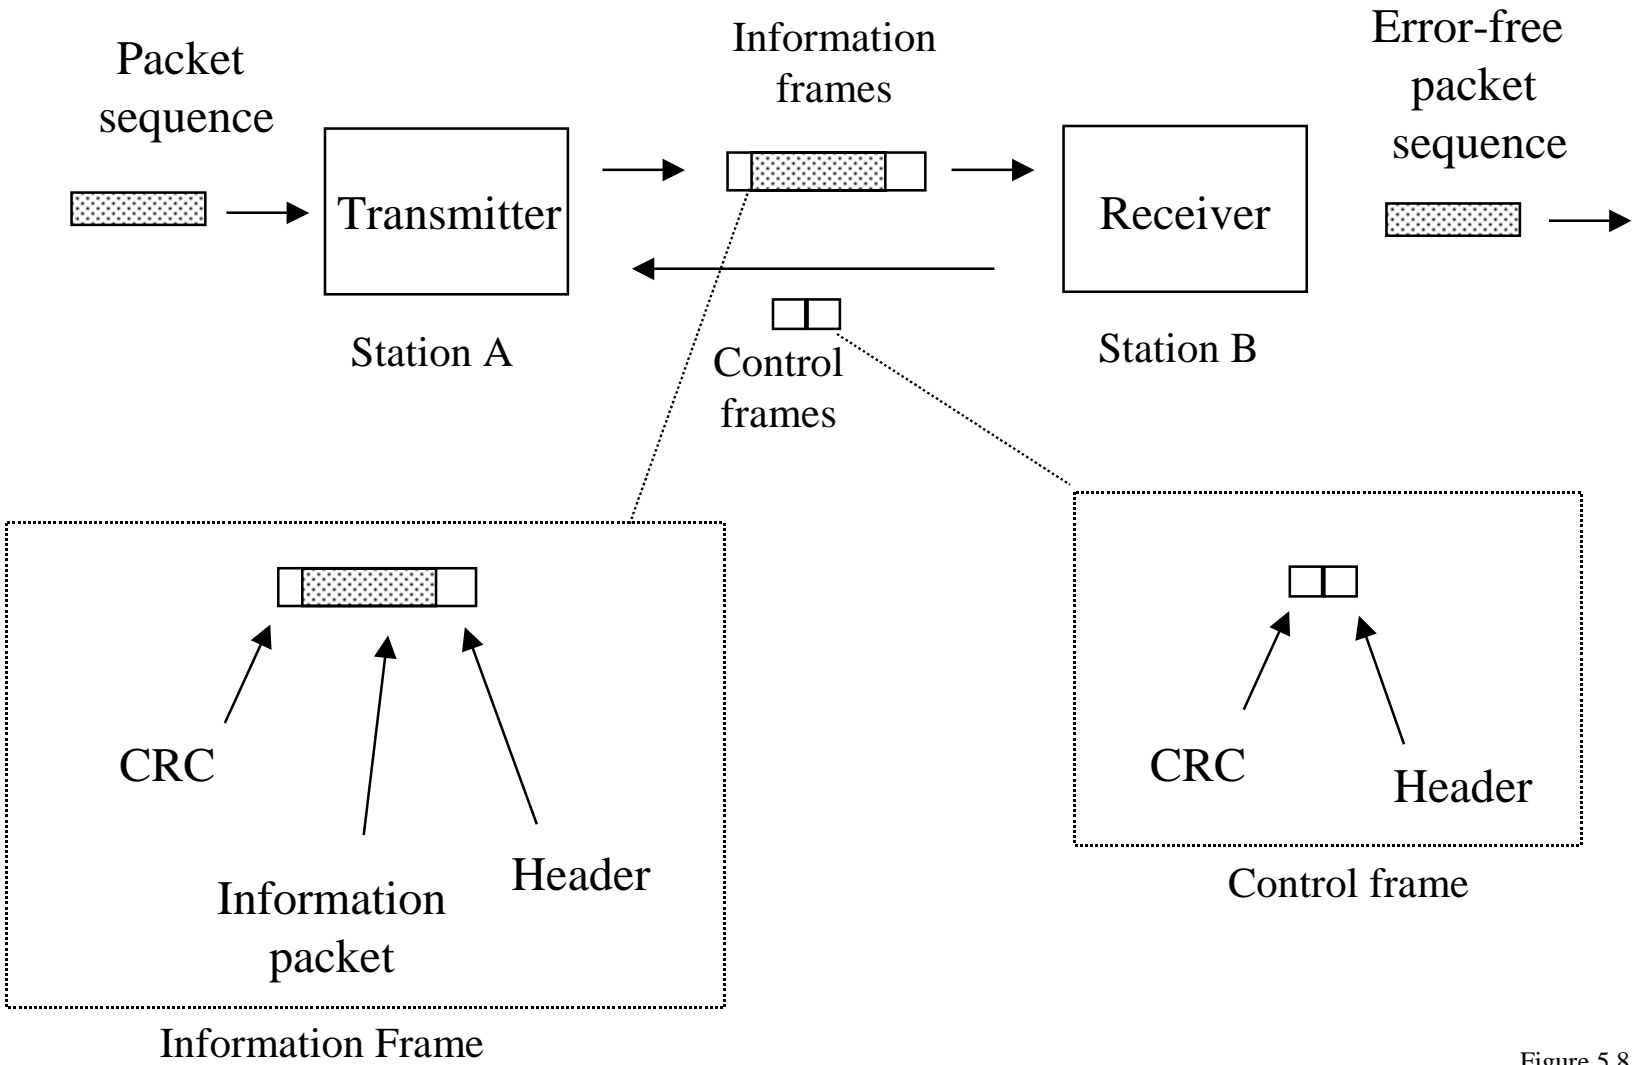 Packet
sequence
Information
frames
Error-free
packet
sequence
Transmitter
Receiver
Station A
Control
frames
Station B
CRC
Information
packet
Header
Information Frame
CRC
Header
Control frame
Figure 5.8